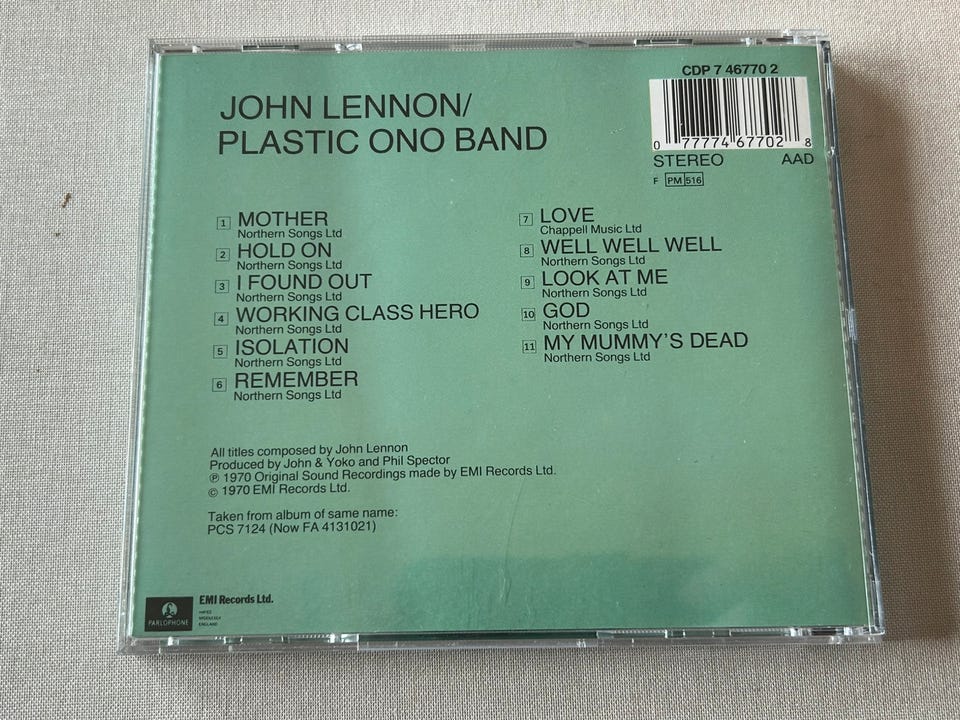 CDP 7 46770 2
0 77774 67702 8
STEREO AAD
F PM 516
JOHN LENNON/
PLASTIC ONO BAND
1 MOTHER
Northern Songs Ltd
2 HOLD ON
Northern Songs Ltd
3 I FOUND OUT
Northern Songs Ltd
4 WORKING CLASS HERO
Northern Songs Ltd
5 ISOLATION
Northern Songs Ltd
6 REMEMBER
Northern Songs Ltd
7 LOVE
Chappell Music Ltd
8 WELL WELL WELL
Northern Songs Ltd
9 LOOK AT ME
Northern Songs Ltd
10 GOD
Northern Songs Ltd
11 MY MUMMY'S DEAD
Northern Songs Ltd
All titles composed by John Lennon
Produced by John & Yoko and Phil Spector
℗ 1970 Original Sound Recordings made by EMI Records Ltd.
© 1970 EMI Records Ltd.
Taken from album of same name:
PCS 7124 (Now FA 4131021)
PARLOPHONE
EMI Records Ltd.
HAYES
MIDDLESEX
ENGLAND